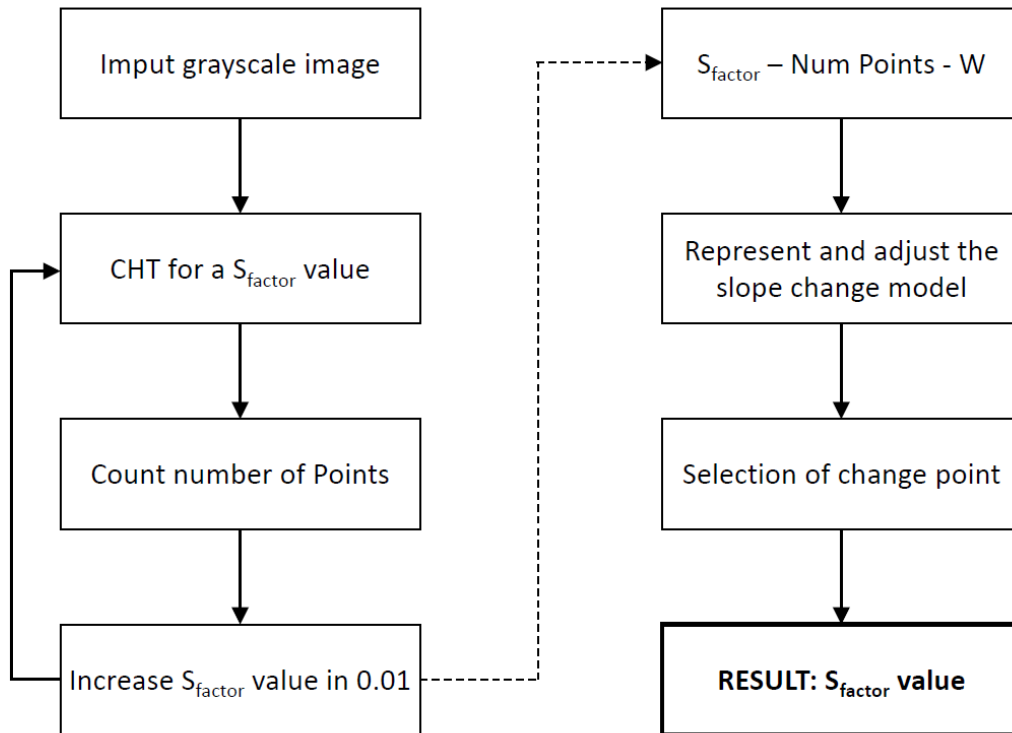 Imput grayscale image
CHT for a Sfactor value
Count number of Points
Increase Sfactor value in 0.01
Sfactor – Num Points - W
Represent and adjust the
slope change model
Selection of change point
RESULT: Sfactor value